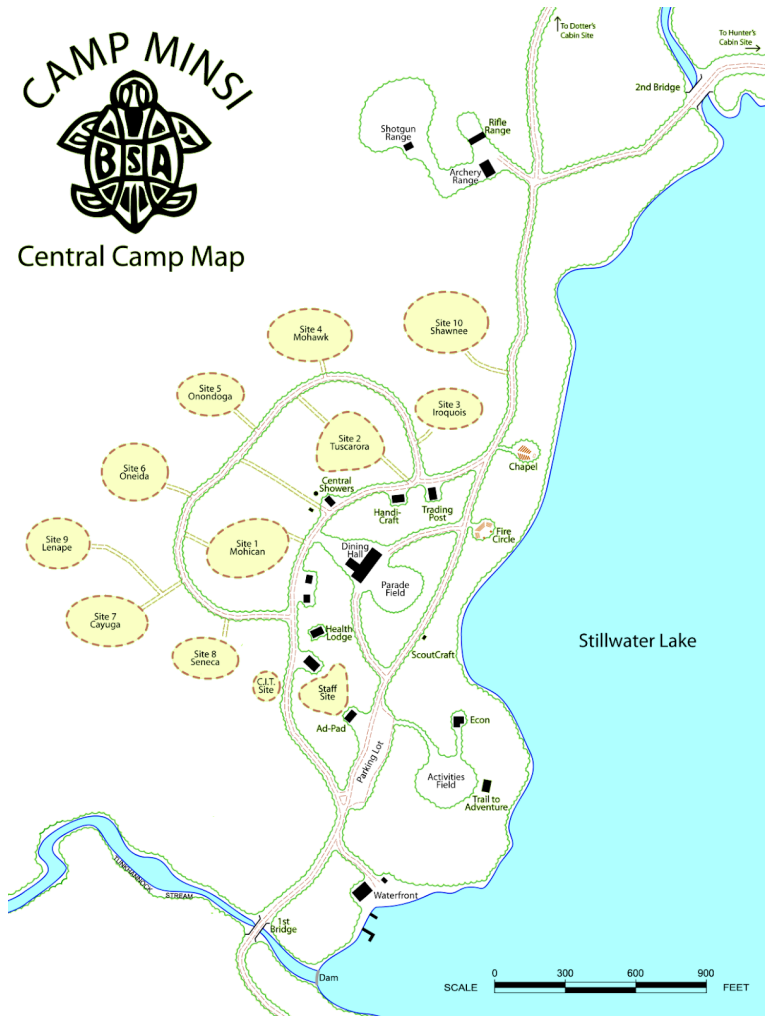 CAMP MINSI
BSA
Central Camp Map
To Dotter's
Cabin Site
To Hunter's
Cabin Site
2nd Bridge
Shotgun
Range
Rifle
Range
Archery
Range
Site 4
Mohawk
Site 10
Shawnee
Site 5
Onondoga
Site 3
Iroquois
Site 2
Tuscarora
Site 6
Oneida
Chapel
Central
Showers
Handi-
Craft
Trading
Post
Site 9
Lenape
Site 1
Mohican
Dining
Hall
Fire
Circle
Parade
Field
Site 7
Cayuga
Health
Lodge
Site 8
Seneca
ScoutCraft
Stillwater Lake
C.I.T.
Site
Staff
Site
Ad-Pad
Econ
Parking Lot
Activities
Field
Trail to
Adventure
TUNKHANNOCK
STREAM
Waterfront
1st
Bridge
Dam
0 300 600 900
SCALE FEET